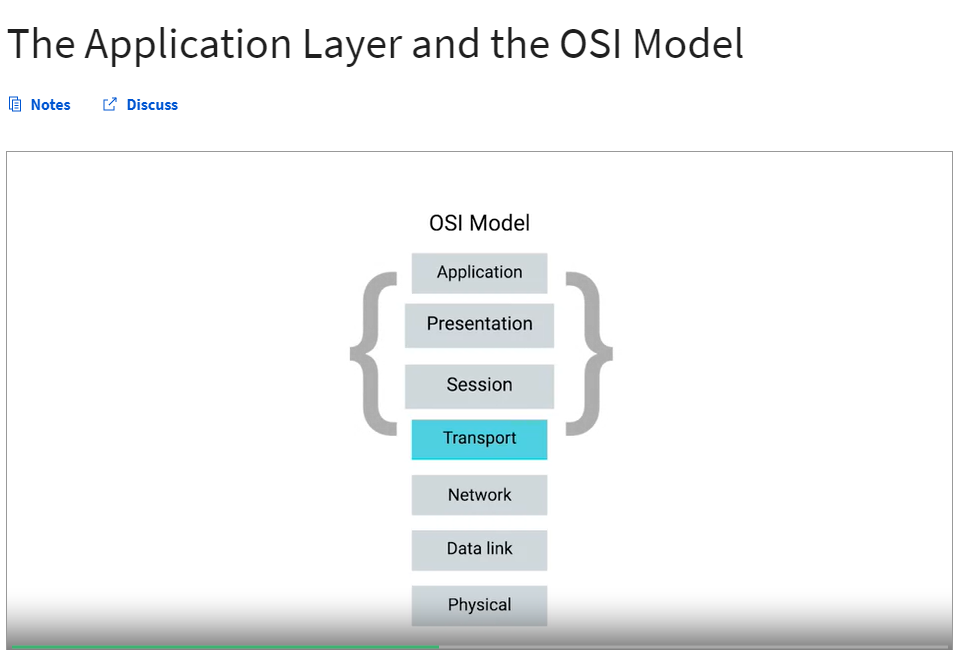 The Application Layer and the OSI Model
Notes Discuss
OSI Model
Application
Presentation
Session
Transport
Network
Data link
Physical